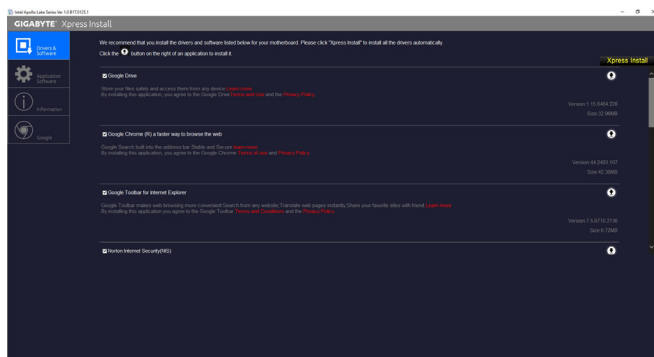 Intel Apollo Lake Series Ver 1.0 B17.0125.1
GIGABYTE™ Xpress Install
Drivers & Software
Application Software
Information
Google
We recommend that you install the drivers and software listed below for your motherboard. Please click "Xpress Install" to install all the drivers automatically.
Click the button on the right of an application to install it.
Xpress Install
Google Drive
Store your files safely and access them from any device Learn more
By installing this application, you agree to the Google Drive Terms and Use and the Privacy Policy.
Version:1.15.6464.228
Size:32.96MB
Google Chrome (R) a faster way to browse the web
Google Search built into the address bar Stable and Secure learn more
By installing this application, you agree to the Google Chrome Terms of use and Privacy Policy.
Version:44.2403.107
Size:42.36MB
Google Toolbar for Internet Explorer
Google Toolbar makes web browsing more convenient Search from any website,Translate web pages instantly Share your favorite sites with friend Learn more
By installing this application you agree to the Google Toolbar Terms and Conditions and the Privacy Policy.
Version:7.5.6710.2136
Size:6.72MB
Norton Internet Security(NIS)